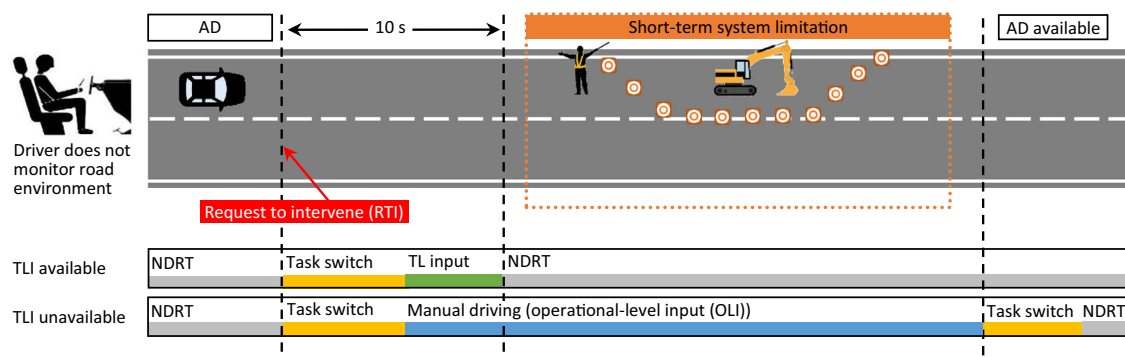 AD
10 s
Short-term system limitation
AD available
Driver does not
monitor road
environment
Request to intervene (RTI)
TLI available
NDRT
Task switch
TL input
NDRT
TLI unavailable
NDRT
Task switch
Manual driving (operational-level input (OLI))
Task switch
NDRT